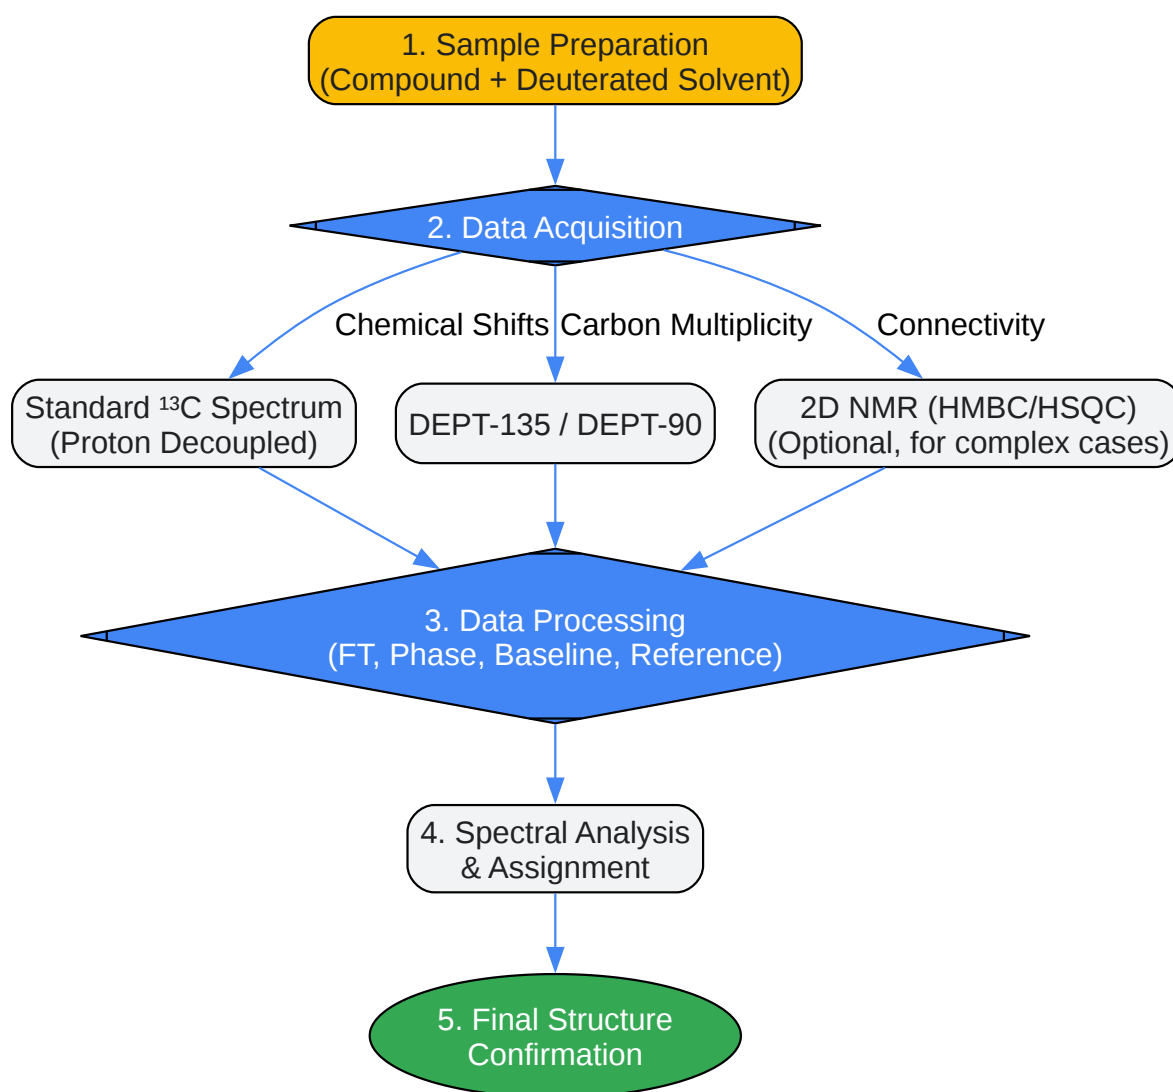 1. Sample Preparation
(Compound + Deuterated Solvent)
2. Data Acquisition
Chemical Shifts
Carbon Multiplicity
Connectivity
Standard ¹³C Spectrum
(Proton Decoupled)
DEPT-135 / DEPT-90
2D NMR (HMBC/HSQC)
(Optional, for complex cases)
3. Data Processing
(FT, Phase, Baseline, Reference)
4. Spectral Analysis
& Assignment
5. Final Structure
Confirmation